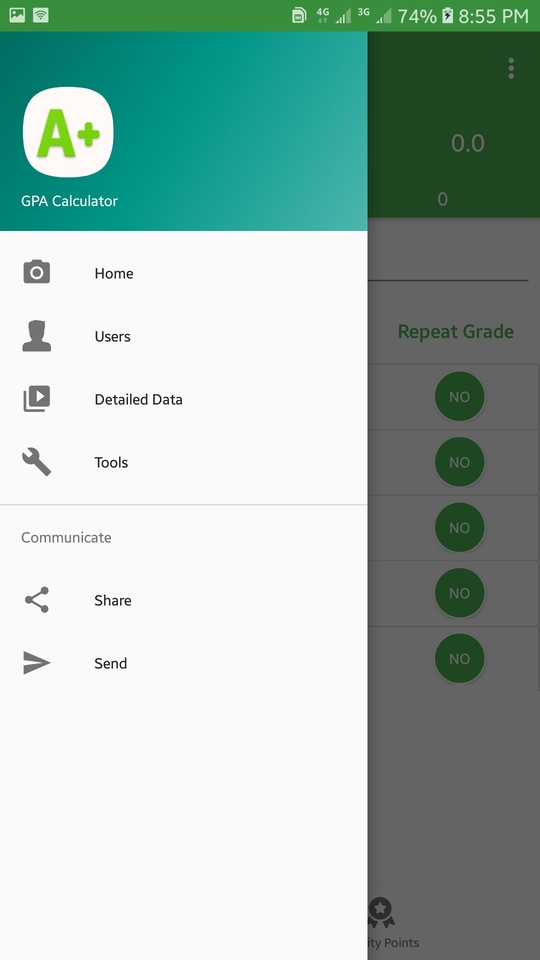 4G 3G 74% 8:55 PM
A+
GPA Calculator
0.0
0
Home
Users
Detailed Data
Tools
Communicate
Share
Send
Repeat Grade
NO
NO
NO
NO
NO
Points